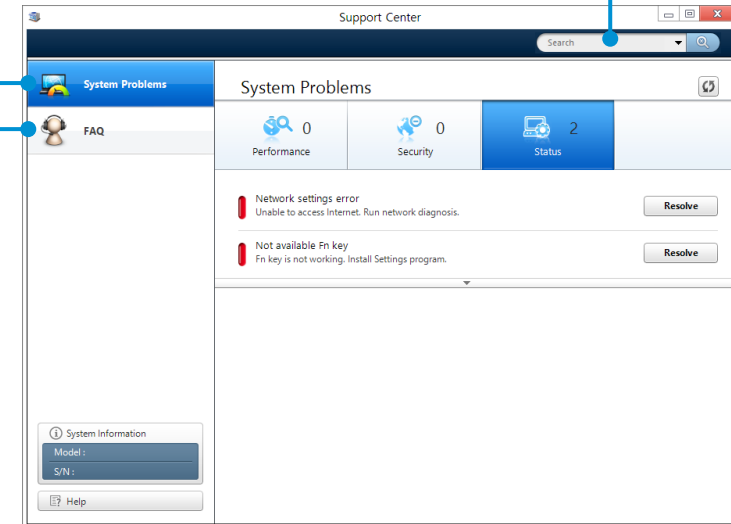 Support Center
Search
System Problems
FAQ
System Problems
0
Performance
0
Security
2
Status
Network settings error
Unable to access Internet. Run network diagnosis.
Resolve
Not available Fn key
Fn key is not working. Install Settings program.
Resolve
System Information
Model :
S/N :
Help